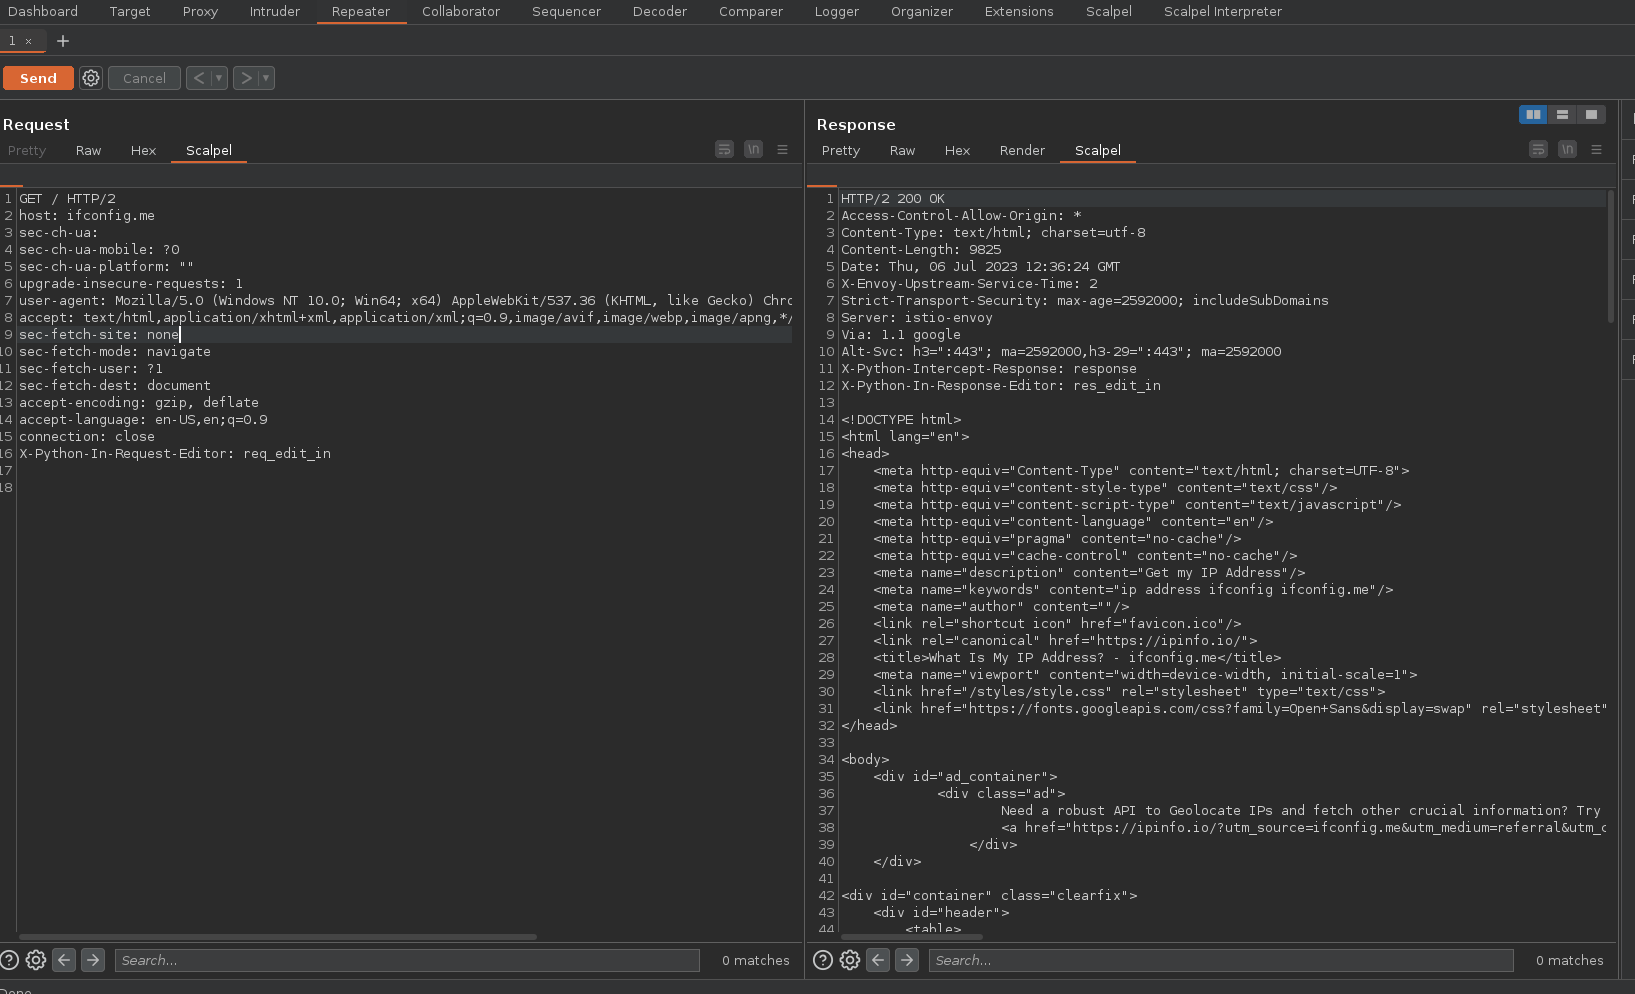 Dashboard Target Proxy Intruder Repeater Collaborator Sequencer Decoder Comparer Logger Organizer Extensions Scalpel Scalpel Interpreter
1 × +
Send Cancel < ▾ > ▾
Request
Pretty Raw Hex Scalpel \n
1 GET / HTTP/2
2 host: ifconfig.me
3 sec-ch-ua:
4 sec-ch-ua-mobile: ?0
5 sec-ch-ua-platform: ""
6 upgrade-insecure-requests: 1
7 user-agent: Mozilla/5.0 (Windows NT 10.0; Win64; x64) AppleWebKit/537.36 (KHTML, like Gecko) Chro
8 accept: text/html,application/xhtml+xml,application/xml;q=0.9,image/avif,image/webp,image/apng,*/
9 sec-fetch-site: none
10 sec-fetch-mode: navigate
11 sec-fetch-user: ?1
12 sec-fetch-dest: document
13 accept-encoding: gzip, deflate
14 accept-language: en-US,en;q=0.9
15 connection: close
16 X-Python-In-Request-Editor: req_edit_in
17
18
Search... 0 matches
Response
Pretty Raw Hex Render Scalpel \n
1 HTTP/2 200 OK
2 Access-Control-Allow-Origin: *
3 Content-Type: text/html; charset=utf-8
4 Content-Length: 9825
5 Date: Thu, 06 Jul 2023 12:36:24 GMT
6 X-Envoy-Upstream-Service-Time: 2
7 Strict-Transport-Security: max-age=2592000; includeSubDomains
8 Server: istio-envoy
9 Via: 1.1 google
10 Alt-Svc: h3=":443"; ma=2592000,h3-29=":443"; ma=2592000
11 X-Python-Intercept-Response: response
12 X-Python-In-Response-Editor: res_edit_in
13
14 <!DOCTYPE html>
15 <html lang="en">
16 <head>
17 <meta http-equiv="Content-Type" content="text/html; charset=UTF-8">
18 <meta http-equiv="content-style-type" content="text/css"/>
19 <meta http-equiv="content-script-type" content="text/javascript"/>
20 <meta http-equiv="content-language" content="en"/>
21 <meta http-equiv="pragma" content="no-cache"/>
22 <meta http-equiv="cache-control" content="no-cache"/>
23 <meta name="description" content="Get my IP Address"/>
24 <meta name="keywords" content="ip address ifconfig ifconfig.me"/>
25 <meta name="author" content=""/>
26 <link rel="shortcut icon" href="favicon.ico"/>
27 <link rel="canonical" href="https://ipinfo.io/">
28 <title>What Is My IP Address? - ifconfig.me</title>
29 <meta name="viewport" content="width=device-width, initial-scale=1">
30 <link href="/styles/style.css" rel="stylesheet" type="text/css">
31 <link href="https://fonts.googleapis.com/css?family=Open+Sans&display=swap" rel="stylesheet"
32 </head>
33
34 <body>
35 <div id="ad_container">
36 <div class="ad">
37 Need a robust API to Geolocate IPs and fetch other crucial information? Try
38 <a href="https://ipinfo.io/?utm_source=ifconfig.me&utm_medium=referral&utm_c
39 </div>
40 </div>
41
42 <div id="container" class="clearfix">
43 <div id="header">
44 <table>
Search... 0 matches
Done